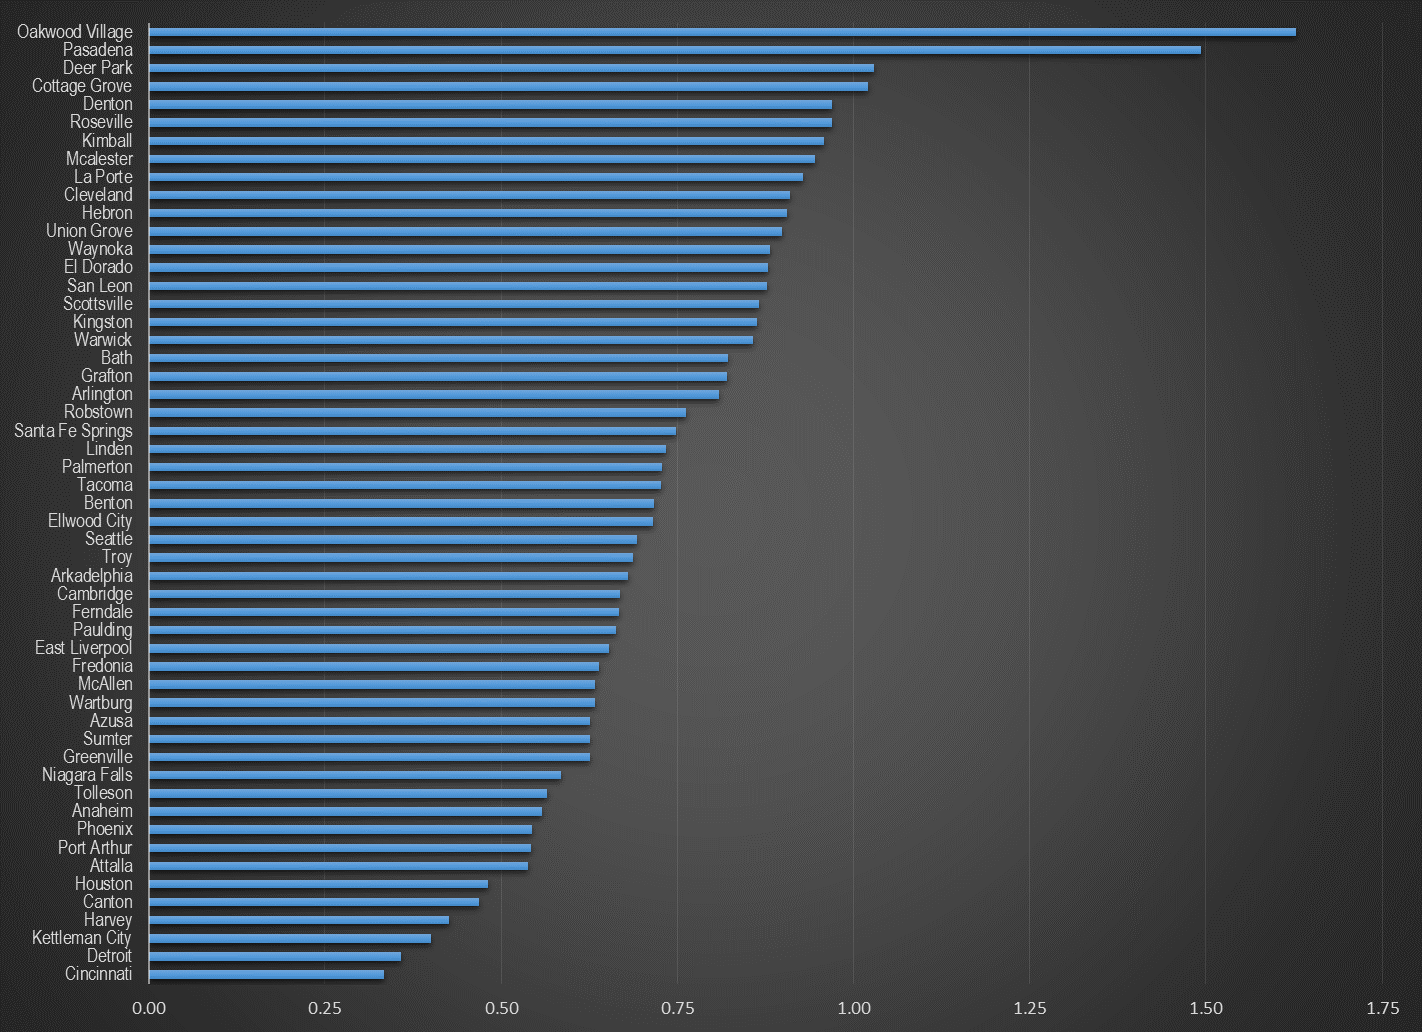 Oakwood Village
Pasadena
Deer Park
Cottage Grove
Denton
Roseville
Kimball
Mcalester
La Porte
Cleveland
Hebron
Union Grove
Waynoka
El Dorado
San Leon
Scottsville
Kingston
Warwick
Bath
Grafton
Arlington
Robstown
Santa Fe Springs
Linden
Palmerton
Tacoma
Benton
Ellwood City
Seattle
Troy
Arkadelphia
Cambridge
Ferndale
Paulding
East Liverpool
Fredonia
McAllen
Wartburg
Azusa
Sumter
Greenville
Niagara Falls
Tolleson
Anaheim
Phoenix
Port Arthur
Attalla
Houston
Canton
Harvey
Kettleman City
Detroit
Cincinnati
0.00 0.25 0.50 0.75 1.00 1.25 1.50 1.75